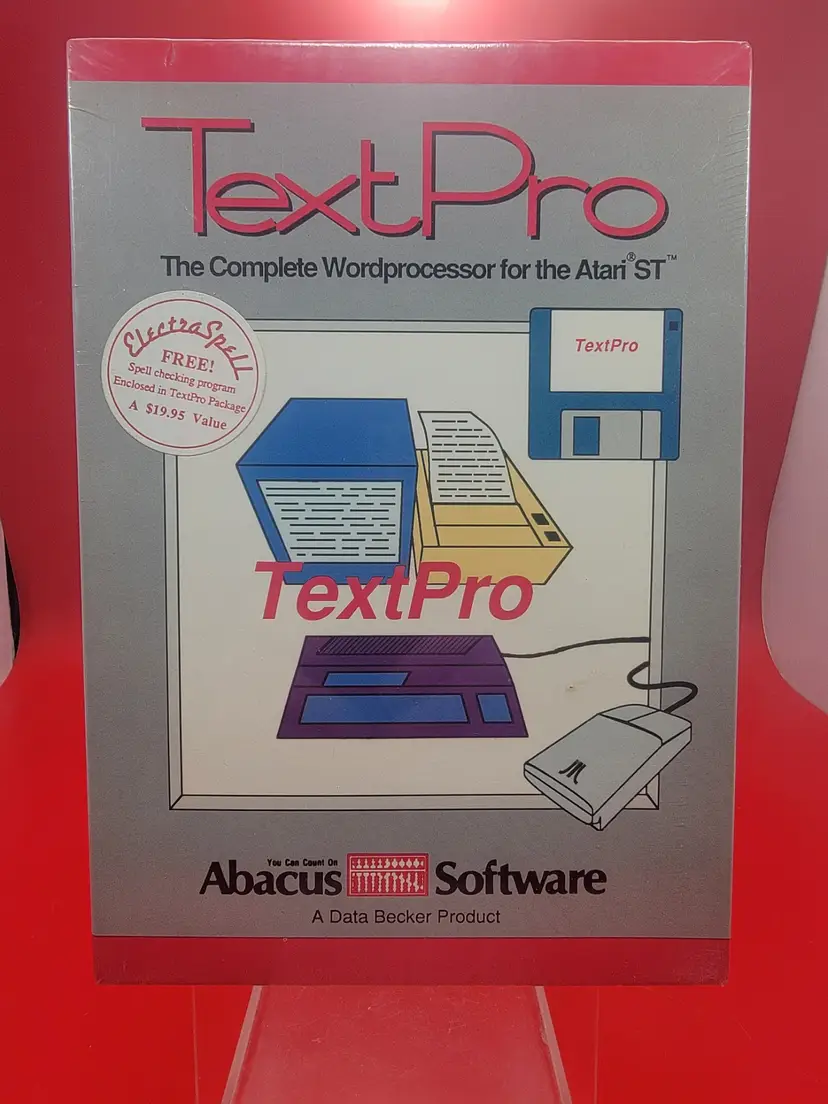 TextPro
The Complete Wordprocessor for the Atari® ST™
ElectraSpell
FREE!
Spell checking program
Enclosed in TextPro Package
A $19.95 Value
TextPro
TextPro
You Can Count On
Abacus Software
A Data Becker Product